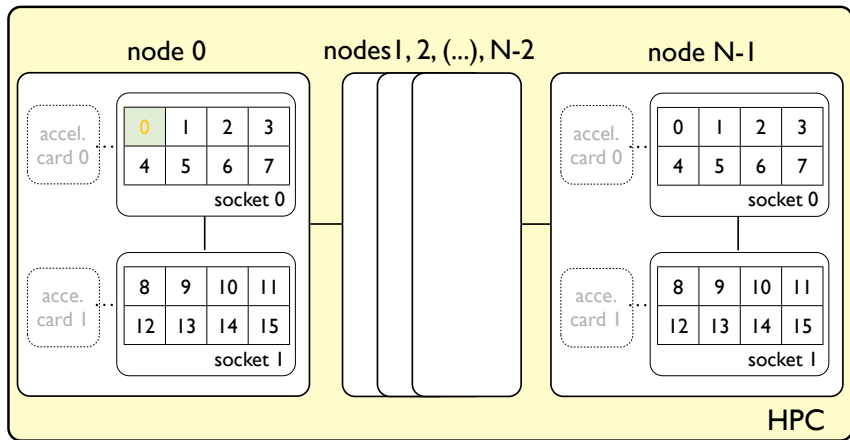 node 0
nodes1, 2, (...), N-2
node N-1
accel.
card 0
0 1 2 3
4 5 6 7
socket 0
acce.
card 1
8 9 10 11
12 13 14 15
socket 1
accel.
card 0
0 1 2 3
4 5 6 7
socket 0
acce.
card 1
8 9 10 11
12 13 14 15
socket 1
HPC